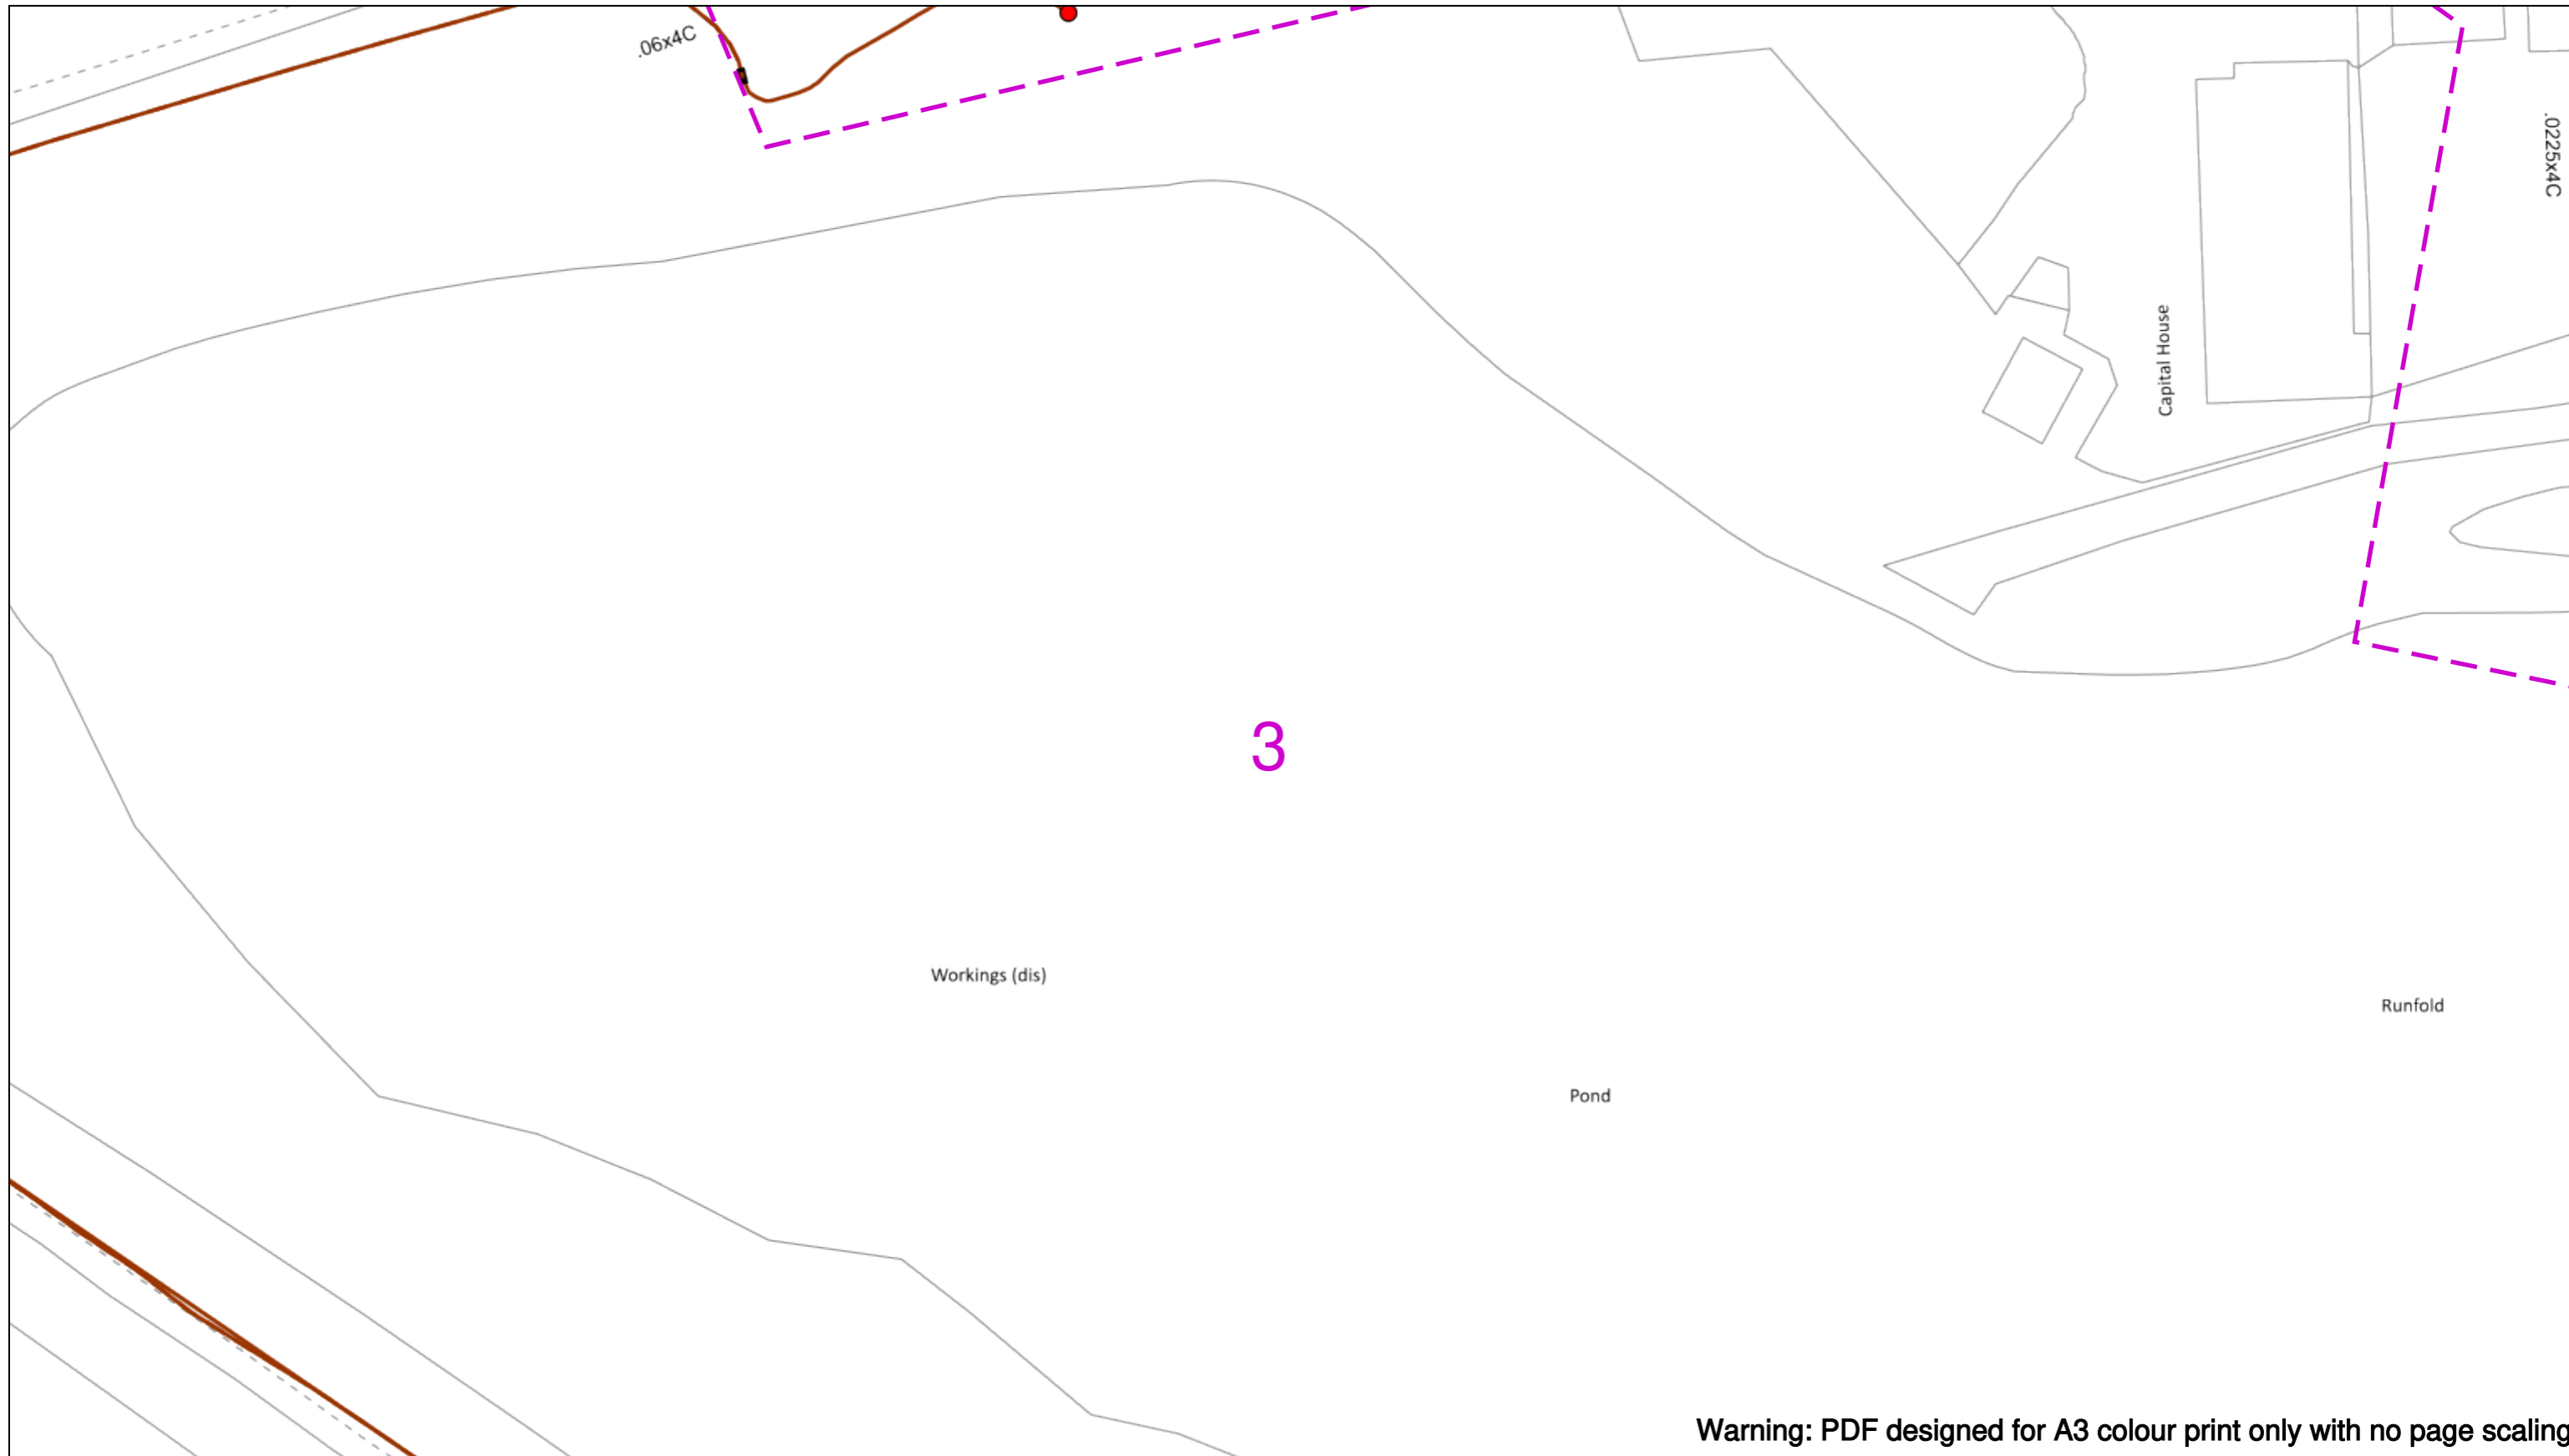 .06x4C
.0225x4C
Capital House
3
Workings (dis)
Runfold
Pond
Warning: PDF designed for A3 colour print only with no page scaling